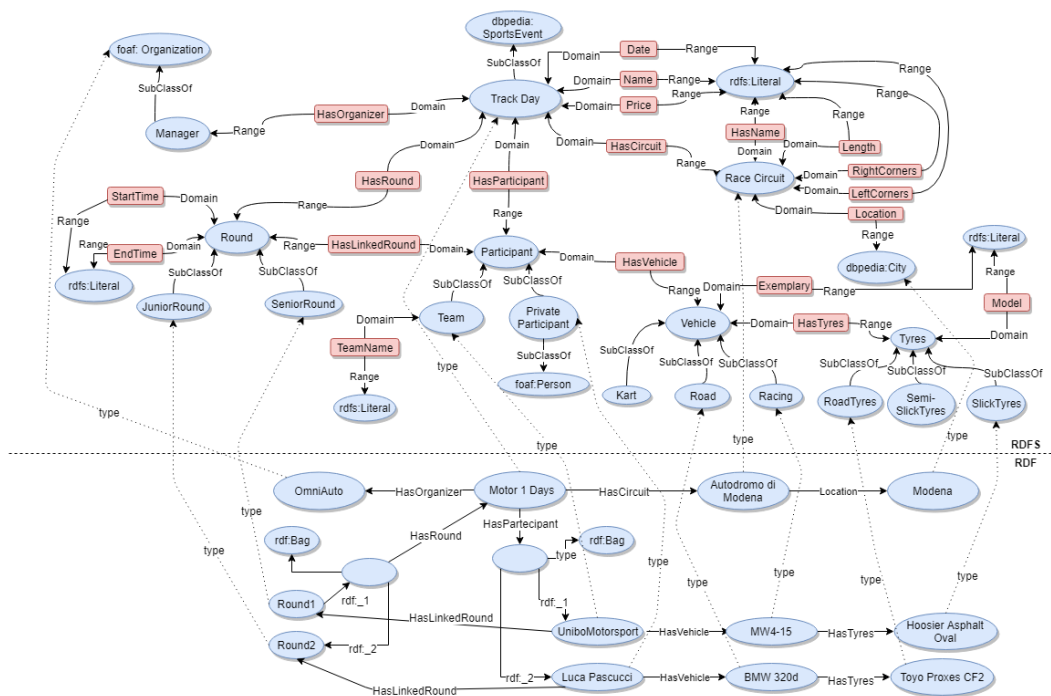 dbpedia:
SportsEvent
foaf: Organization
Domain
Date
Range
SubClassOf
SubClassOf
Domain
Name
Range
rdfs:Literal
Range
Track Day
Domain
Price
Range
Range
HasOrganizer
Domain
Range
Manager
Range
Domain
HasName
Range
Domain
HasCircuit
Domain
Length
Domain
Domain
Range
Domain
RightCorners
HasRound
HasParticipant
Race Circuit
Domain
LeftCorners
StartTime
Domain
Range
Range
Domain
Location
Range
Round
Range
HasLinkedRound
Domain
Participant
Range
rdfs:Literal
Range
EndTime
Domain
Domain
HasVehicle
dbpedia:City
Range
rdfs:Literal
SubClassOf
SubClassOf
SubClassOf
SubClassOf
Range
Domain
Exemplary
Range
JuniorRound
SeniorRound
Model
Team
Private
Participant
Vehicle
Domain
HasTyres
Range
Tyres
Domain
Domain
TeamName
type
SubClassOf
SubClassOf
SubClassOf
SubClassOf
SubClassOf
SubClassOf
SubClassOf
Range
foaf:Person
rdfs:Literal
Kart
Road
Racing
RoadTyres
Semi-
SlickTyres
SlickTyres
type
type
type
type
RDFS
RDF
OmniAuto
HasOrganizer
Motor 1 Days
HasCircuit
Autodromo di
Modena
Location
Modena
type
HasPartecipant
rdf:Bag
HasRound
type
rdf:Bag
type
type
type
type
type
type
Round1
rdf:_1
rdf:_1
HasLinkedRound
UniboMotorsport
HasVehicle
MW4-15
HasTyres
Hoosier Asphalt
Oval
Round2
rdf:_2
rdf:_2
Luca Pascucci
HasVehicle
BMW 320d
HasTyres
Toyo Proxes CF2
HasLinkedRound